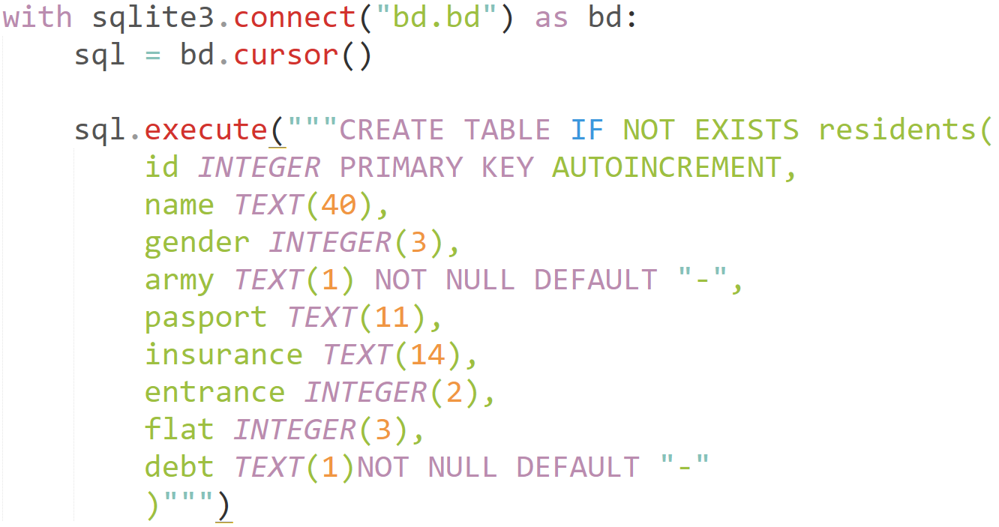 with sqlite3.connect("bd.bd") as bd:
    sql = bd.cursor()

    sql.execute("""CREATE TABLE IF NOT EXISTS residents(
        id INTEGER PRIMARY KEY AUTOINCREMENT,
        name TEXT(40),
        gender INTEGER(3),
        army TEXT(1) NOT NULL DEFAULT "-",
        pasport TEXT(11),
        insurance TEXT(14),
        entrance INTEGER(2),
        flat INTEGER(3),
        debt TEXT(1)NOT NULL DEFAULT "-"
        )""")